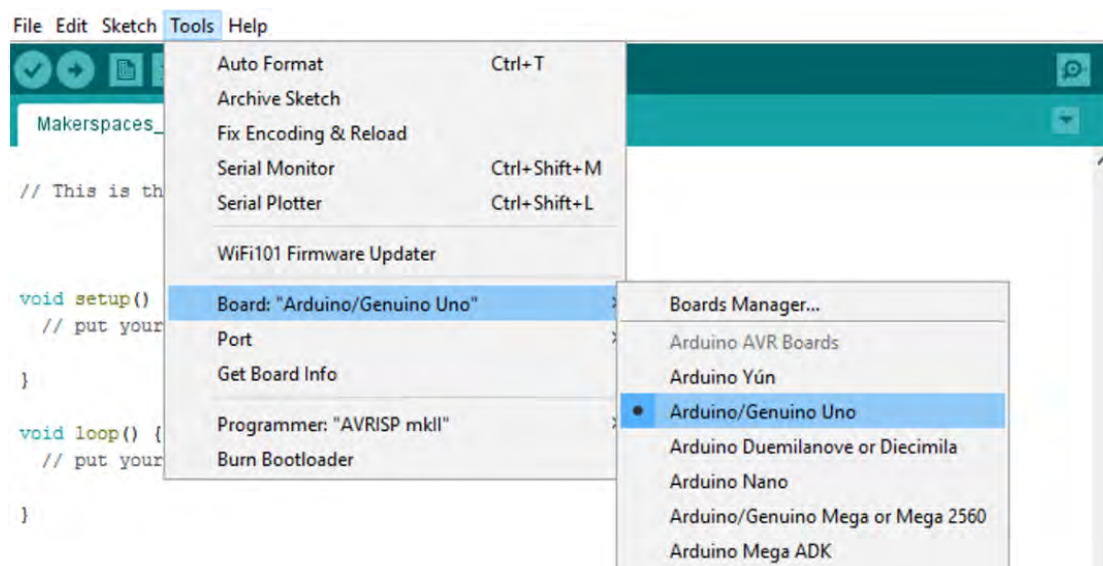 File Edit Sketch Tools Help
Auto Format Ctrl+T
Archive Sketch
Fix Encoding & Reload
Serial Monitor Ctrl+Shift+M
Serial Plotter Ctrl+Shift+L
WiFi101 Firmware Updater
Board: "Arduino/Genuino Uno"
Port
Get Board Info
Programmer: "AVRISP mkII"
Burn Bootloader
Boards Manager...
Arduino AVR Boards
Arduino Yún
Arduino/Genuino Uno
Arduino Duemilanove or Diecimila
Arduino Nano
Arduino/Genuino Mega or Mega 2560
Arduino Mega ADK
Makerspaces_
// This is th
void setup()
// put your
}
void loop() {
// put your
}